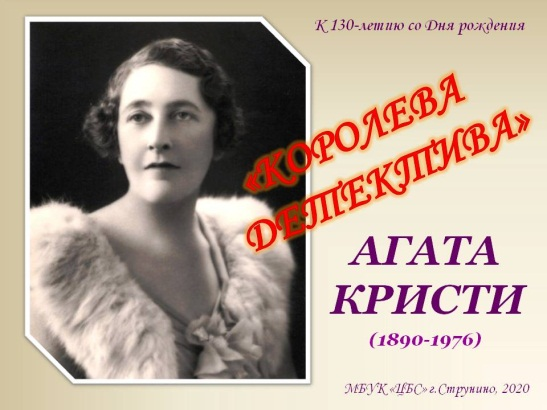 К 130-летию со Дня рождения
«КОРОЛЕВА
ДЕТЕКТИВА»
АГАТА
КРИСТИ
(1890-1976)
МБУК «ЦБС» г.Струнино, 2020